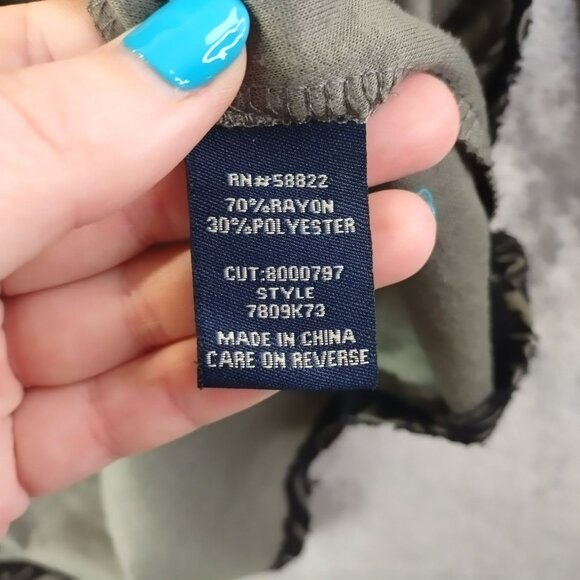 RN#58822
70%RAYON
30%POLYESTER
CUT:8000797
STYLE
7809K73
MADE IN CHINA
CARE ON REVERSE